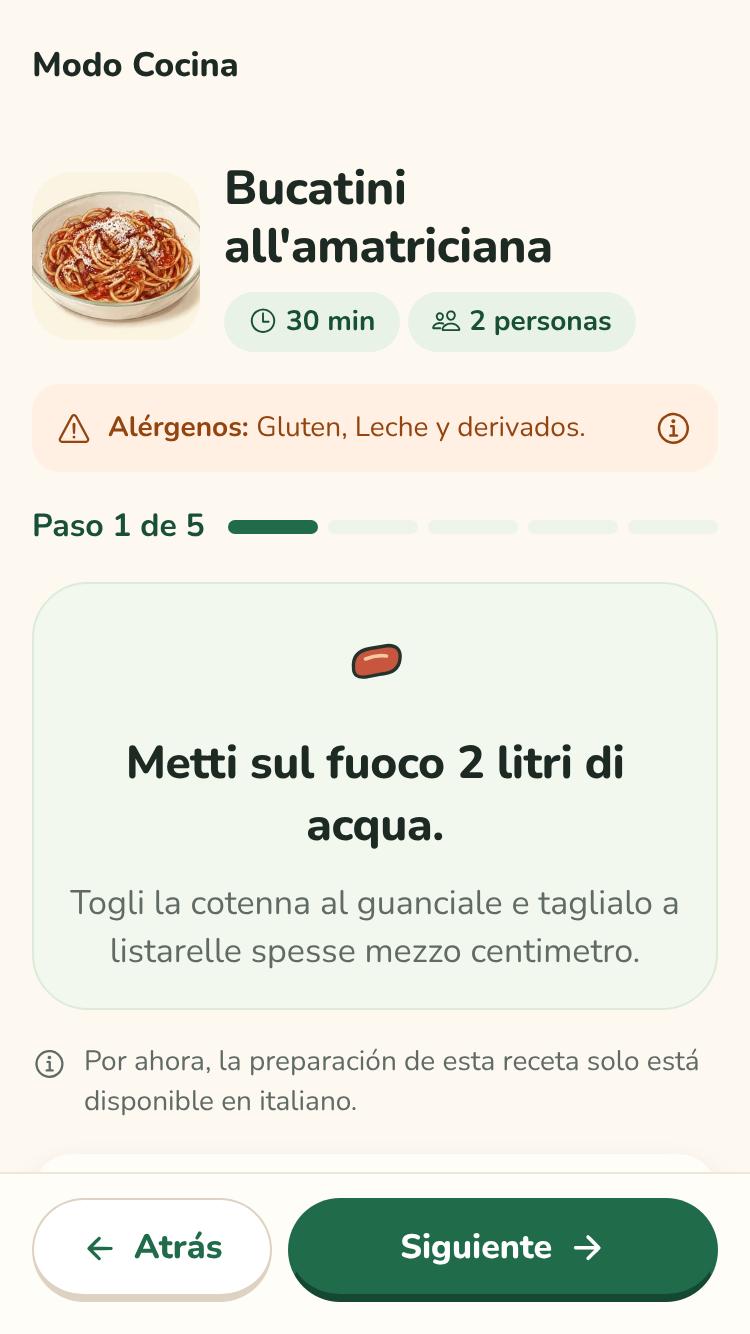 Modo Cocina
Bucatini
all'amatriciana
30 min
2 personas
Alérgenos: Gluten, Leche y derivados.
Paso 1 de 5
Metti sul fuoco 2 litri di
acqua.
Togli la cotenna al guanciale e taglialo a
listarelle spesse mezzo centimetro.
Por ahora, la preparación de esta receta solo está
disponible en italiano.
Atrás
Siguiente